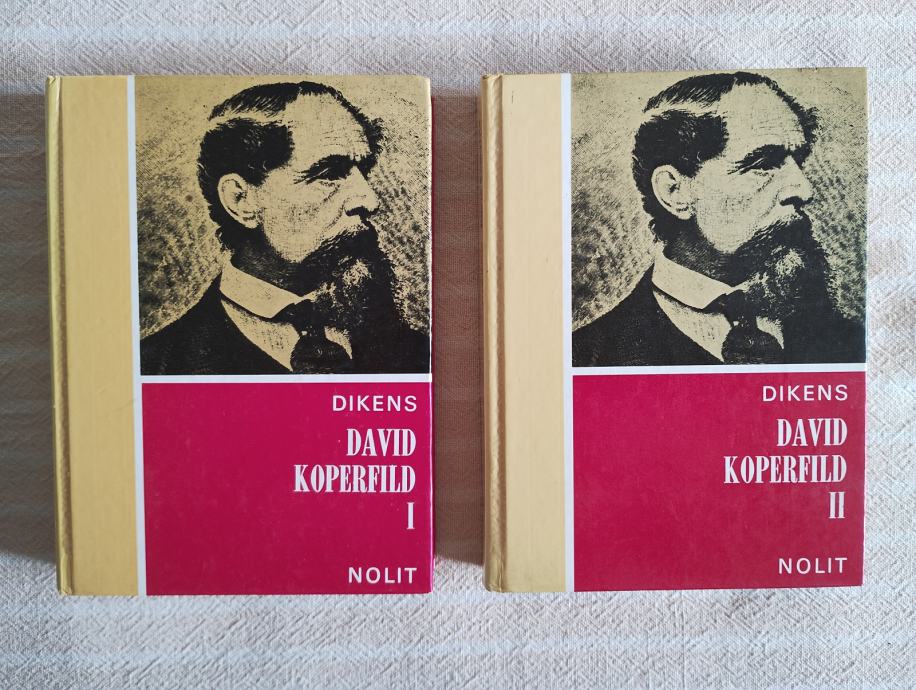 DIKENS
DAVID
KOPERFILD
I
NOLIT
DIKENS
DAVID
KOPERFILD
II
NOLIT